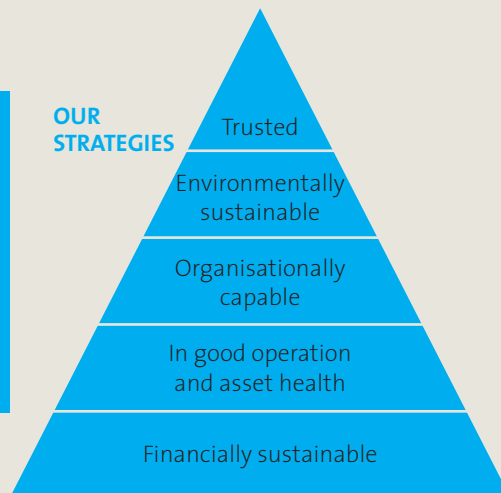 OUR
STRATEGIES
Trusted
Environmentally
sustainable
Organisationally
capable
In good operation
and asset health
Financially sustainable